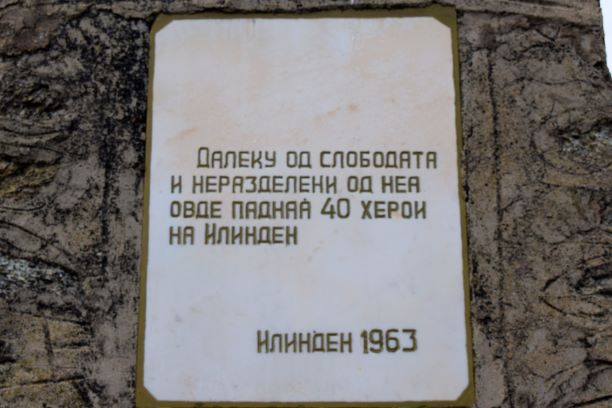 Далеку од слободата
и неразделени од неа
овде паднаа 40 херои
на Илинден
Илинден 1963